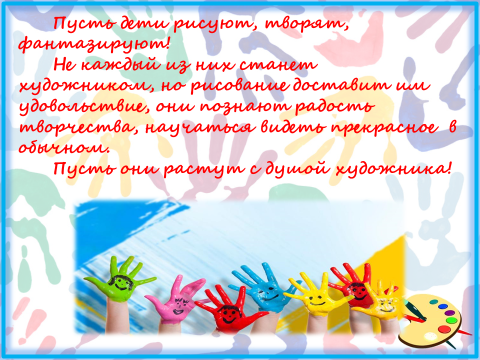 Пусть дети рисуют, творят,
фантазируют!
Не каждый из них станет
художником, но рисование доставит им
удовольствие, они познают радость
творчества, научаться видеть прекрасное в
обычном.
Пусть они растут с душой художника!